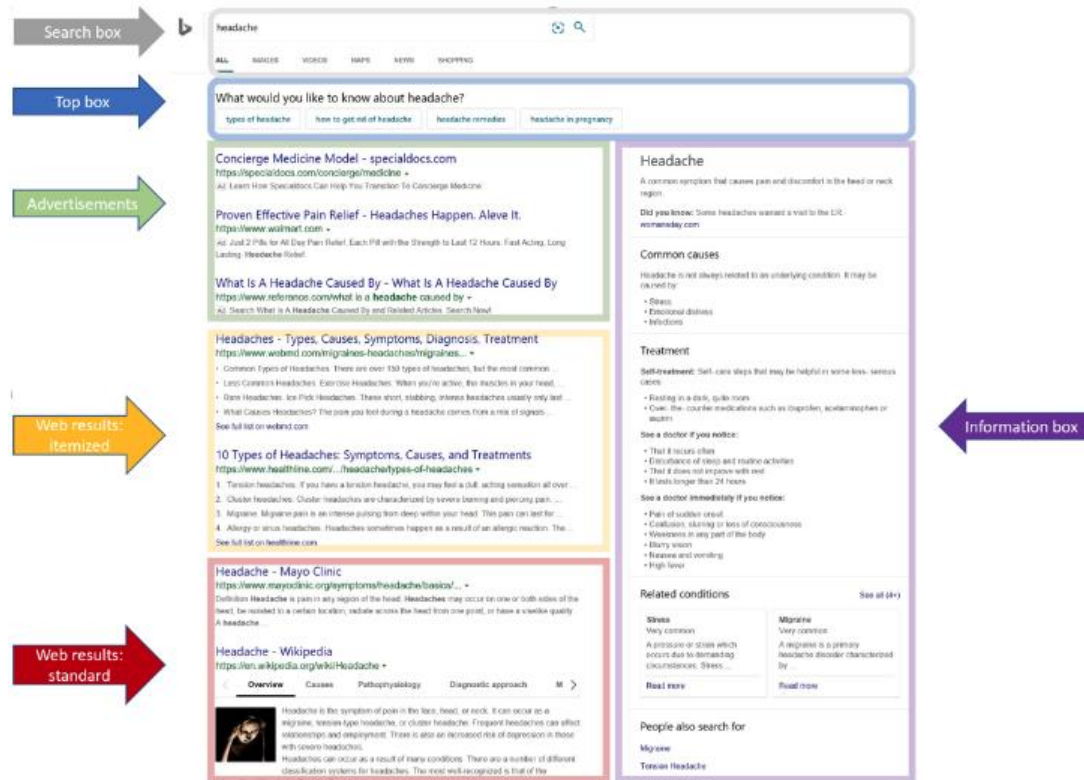 Search box
headache
ALL IMAGES VIDEOS MAPS NEWS SHOPPING
Top box
What would you like to know about headache?
types of headache how to get rid of headache headache remedies headache in pregnancy
Advertisements
Concierge Medicine Model - specialdocs.com
https://specialdocs.com/concierge/medicine
Ad Learn How Specialdocs Can Help You Transition To Concierge Medicine.
Proven Effective Pain Relief - Headaches Happen. Aleve It.
https://www.walmart.com
Ad Just 2 Pills for All Day Pain Relief. Each Pill with the Strength to Last 12 Hours. Fast Acting, Long
Lasting Headache Relief.
What Is A Headache Caused By - What Is A Headache Caused By
https://www.reference.com/what is a headache caused by
Ad Search What is A Headache Caused By and Related Articles. Search Now!
Web results:
itemized
Headaches - Types, Causes, Symptoms, Diagnosis, Treatment
https://www.webmd.com/migraines-headaches/migraines...
• Common Types of Headaches. There are over 150 types of headaches, but the most common ...
• Less Common Headaches. Exercise Headaches. When you're active, the muscles in your head, ...
• Rare Headaches. Ice Pick Headaches. These short, stabbing, intense headaches usually only last ...
• What Causes Headaches? The pain you feel during a headache comes from a mix of signals ...
See full list on webmd.com
10 Types of Headaches: Symptoms, Causes, and Treatments
https://www.healthline.com/.../headache/types-of-headaches
1. Tension headaches. If you have a tension headache, you may feel a dull, aching sensation all over ...
2. Cluster headaches. Cluster headaches are characterized by severe burning and piercing pain. ...
3. Migraine. Migraine pain is an intense pulsing from deep within your head. This pain can last for ...
4. Allergy or sinus headaches. Headaches sometimes happen as a result of an allergic reaction. The ...
See full list on healthline.com
Web results:
standard
Headache - Mayo Clinic
https://www.mayoclinic.org/symptoms/headache/basics/...
Definition Headache is pain in any region of the head. Headaches may occur on one or both sides of the
head, be isolated to a certain location, radiate across the head from one point, or have a viselike quality.
A headache ...
Headache - Wikipedia
https://en.wikipedia.org/wiki/Headache
Overview Causes Pathophysiology Diagnostic approach M
Headache is the symptom of pain in the face, head, or neck. It can occur as a
migraine, tension-type headache, or cluster headache. Frequent headaches can affect
relationships and employment. There is also an increased risk of depression in those
with severe headaches.
Headaches can occur as a result of many conditions. There are a number of different
classification systems for headaches. The most well-recognized is that of the
Information box
Headache
A common symptom that causes pain and discomfort in the head or neck
region.
Did you know: Some headaches warrant a visit to the ER.
womansday.com
Common causes
Headache is not always related to an underlying condition. It may be
caused by:
• Stress
• Emotional distress
• Infections
Treatment
Self-treatment: Self- care steps that may be helpful in some less- serious
cases
• Resting in a dark, quite room
• Over- the- counter medications such as ibuprofen, acetaminophen or
aspirin
See a doctor if you notice:
• That it recurs often
• Disturbance of sleep and routine activities
• That it does not improve with rest
• It lasts longer than 24 hours
See a doctor immediately if you notice:
• Pain of sudden onset
• Confusion, slurring or loss of consciousness
• Weakness in any part of the body
• Blurry vision
• Nausea and vomiting
• High fever
Related conditions See all (4+)
Stress
Very common
A pressure or strain which
occurs due to demanding
circumstances. Stress ...
Read more
Migraine
Very common
A migraine is a primary
headache disorder characterized
by ...
Read more
People also search for
Migraine
Tension Headache